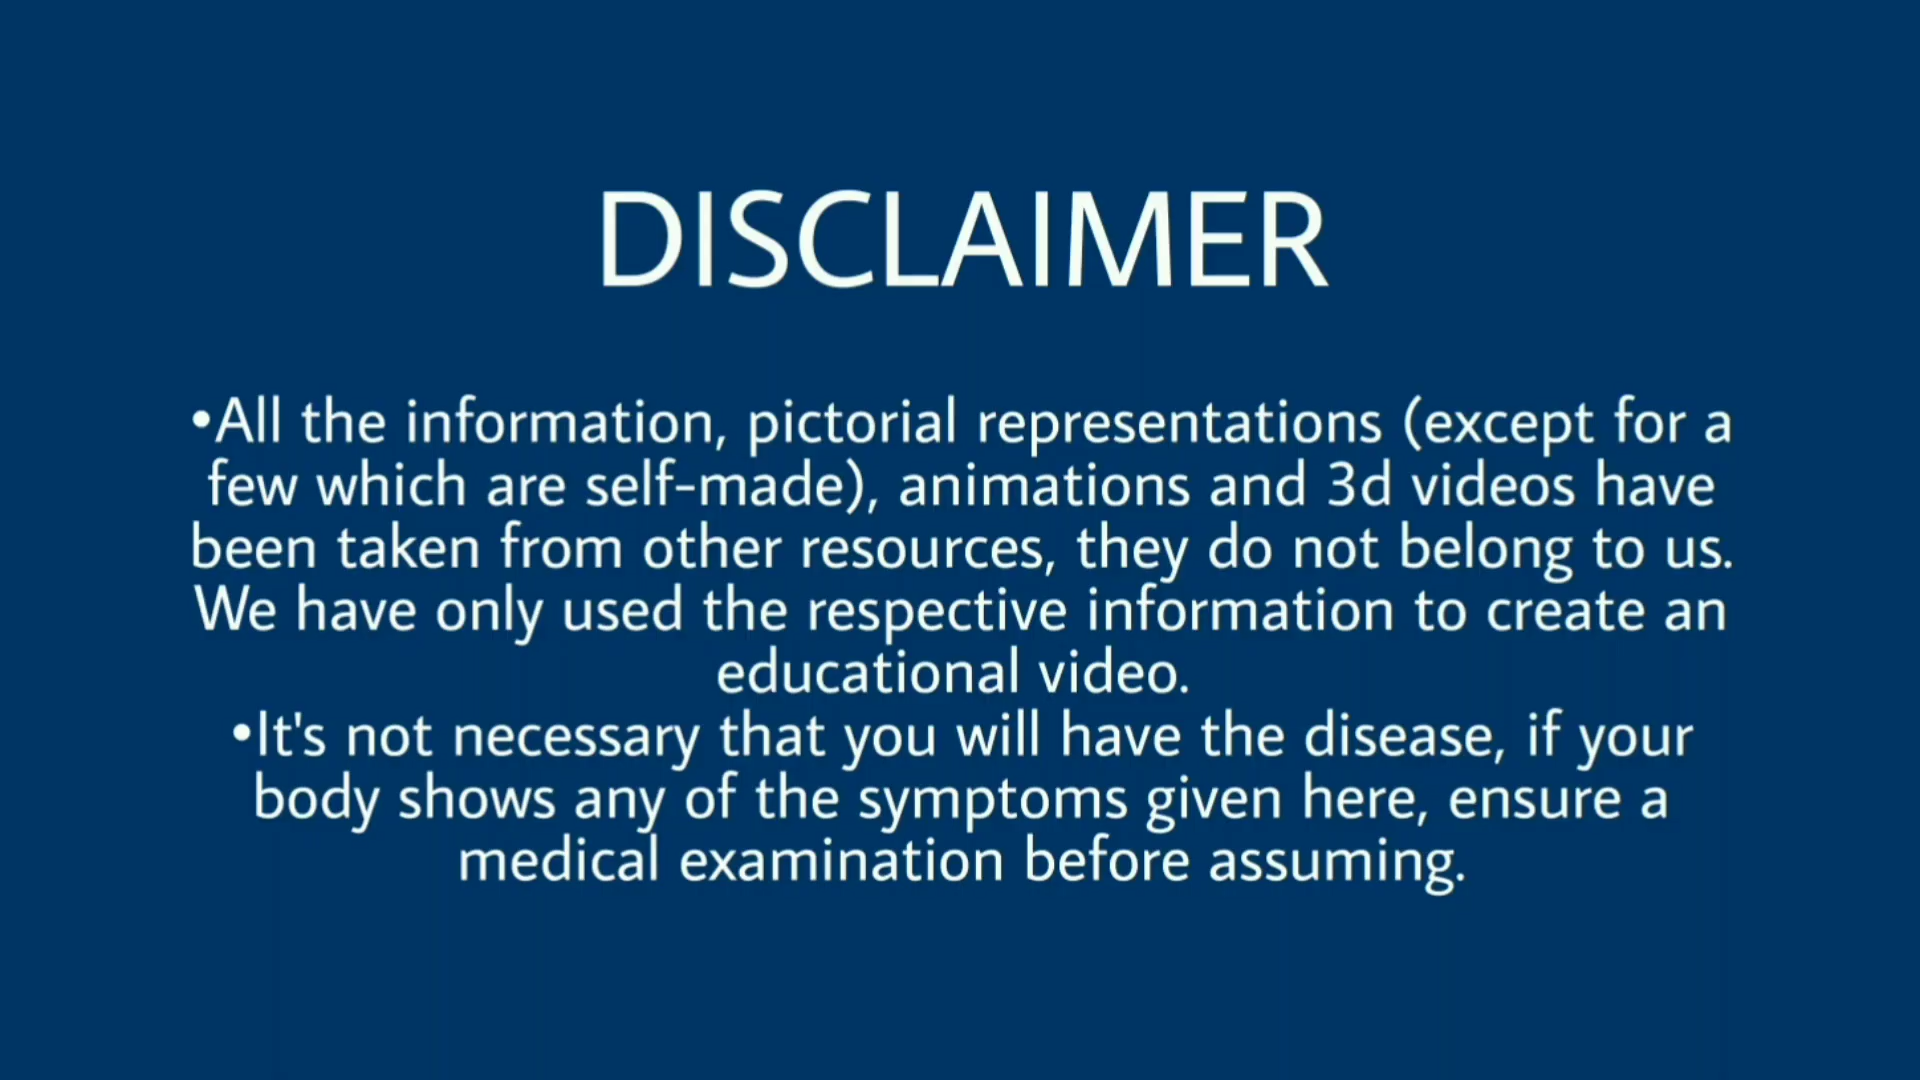 DISCLAIMER
•All the information, pictorial representations (except for a
few which are self-made), animations and 3d videos have
been taken from other resources, they do not belong to us.
We have only used the respective information to create an
educational video.
•It's not necessary that you will have the disease, if your
body shows any of the symptoms given here, ensure a
medical examination before assuming.